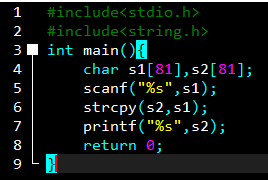 1 #include<stdio.h>
2 #include<string.h>
3 int main(){
4 char s1[81],s2[81];
5 scanf("%s",s1);
6 strcpy(s2,s1);
7 printf("%s",s2);
8 return 0;
9 }